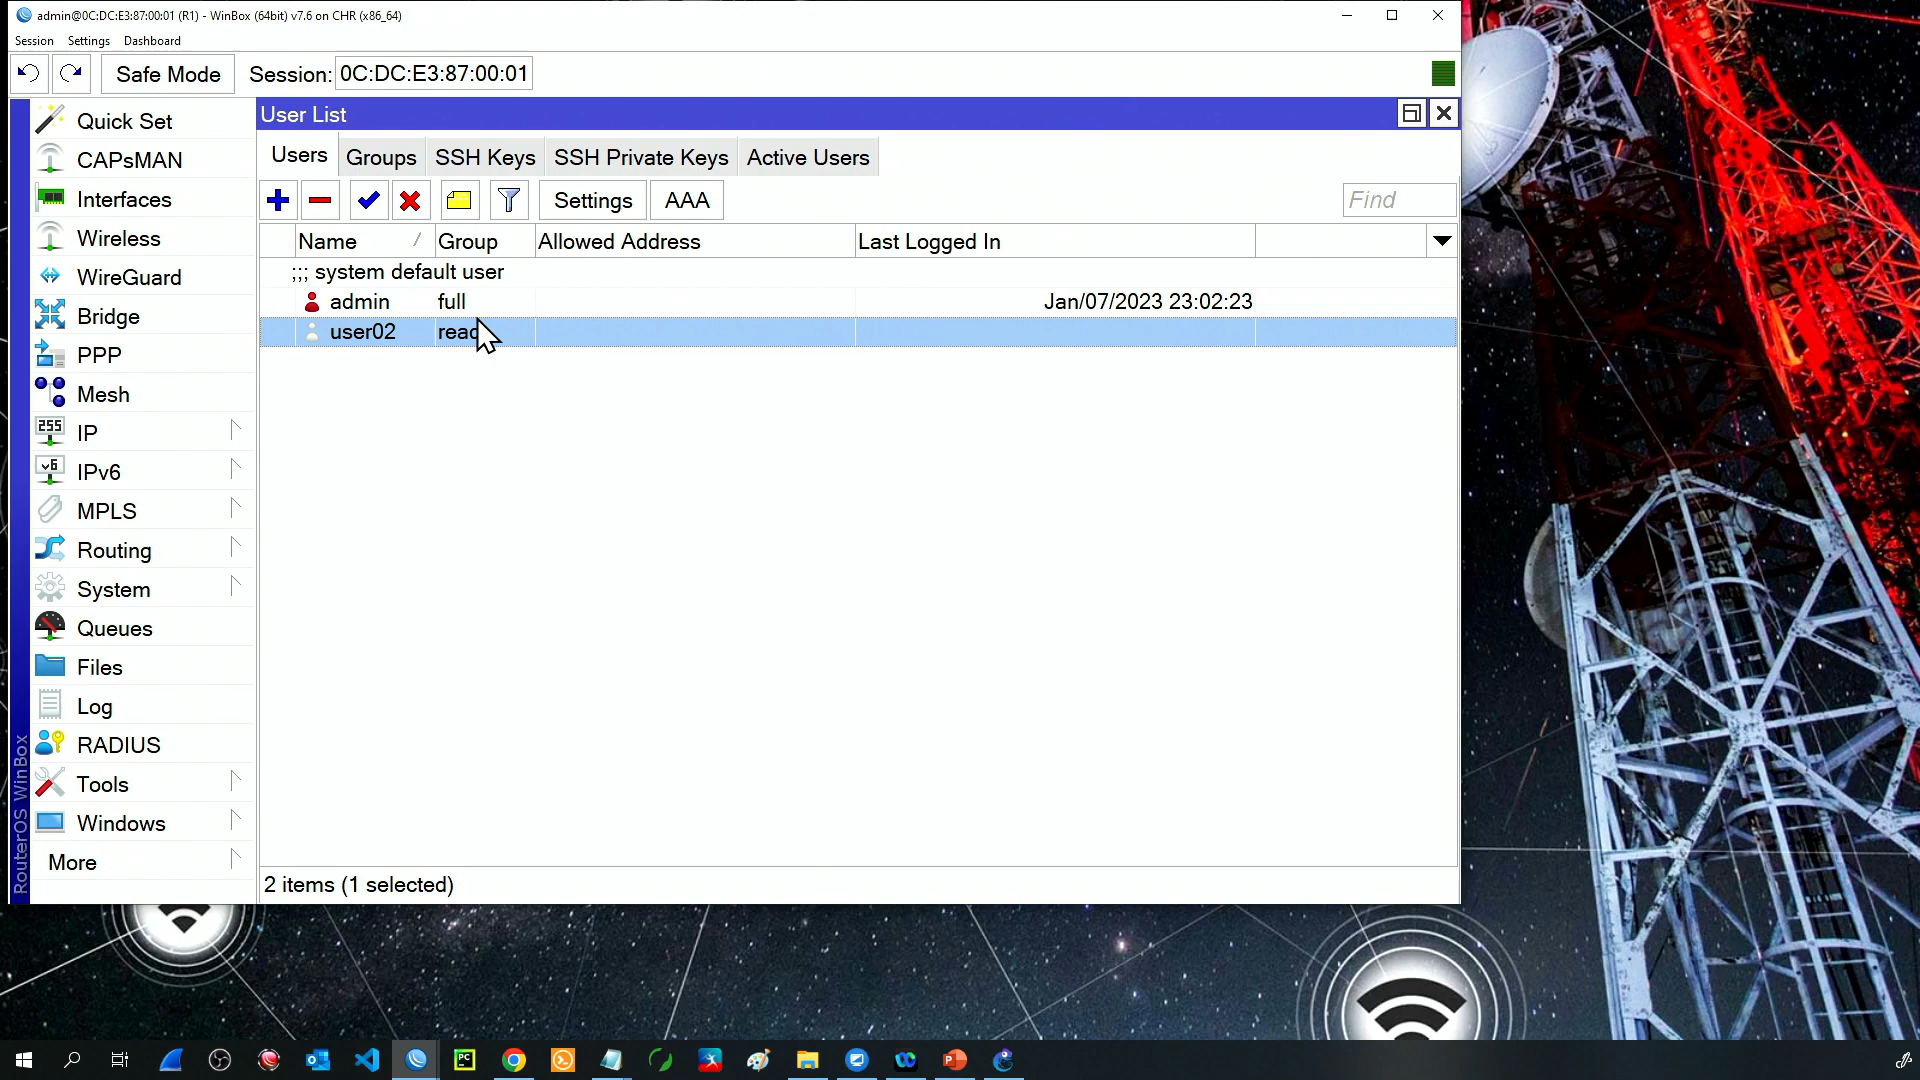 admin@0C:DC:E3:87:00:01 (R1) - WinBox (64bit) v7.6 on CHR (x86_64)
Session Settings Dashboard
Safe Mode Session: 0C:DC:E3:87:00:01
User List
Users Groups SSH Keys SSH Private Keys Active Users
Settings AAA Find
Name / Group Allowed Address Last Logged In
;;; system default user
admin full Jan/07/2023 23:02:23
user02 read
2 items (1 selected)
Quick Set
CAPsMAN
Interfaces
Wireless
WireGuard
Bridge
PPP
Mesh
255 IP
v6 IPv6
MPLS
Routing
System
Queues
Files
Log
RADIUS
Tools
Windows
More
RouterOS WinBox
PC
P